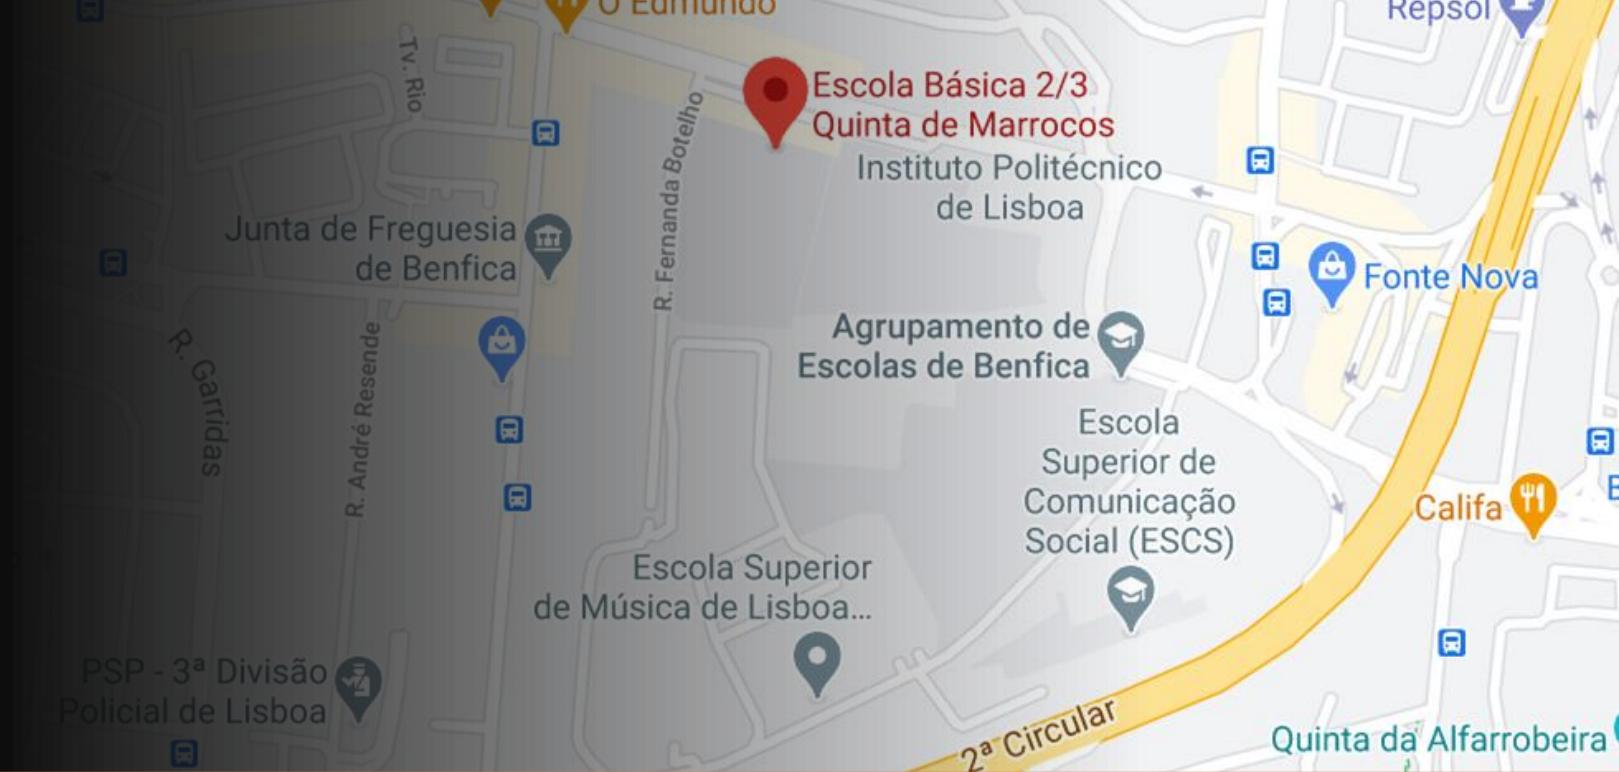 O Edmundo
Repsol
Tv. Rio
Escola Básica 2/3
Quinta de Marrocos
R. Fernanda Botelho
Instituto Politécnico
de Lisboa
Junta de Freguesia
de Benfica
Fonte Nova
Agrupamento de
Escolas de Benfica
R. Garridas
R. André Resende
Escola
Superior de
Comunicação
Social (ESCS)
Califa
Escola Superior
de Música de Lisboa...
PSP - 3ª Divisão
Policial de Lisboa
2ª Circular
Quinta da Alfarrobeira